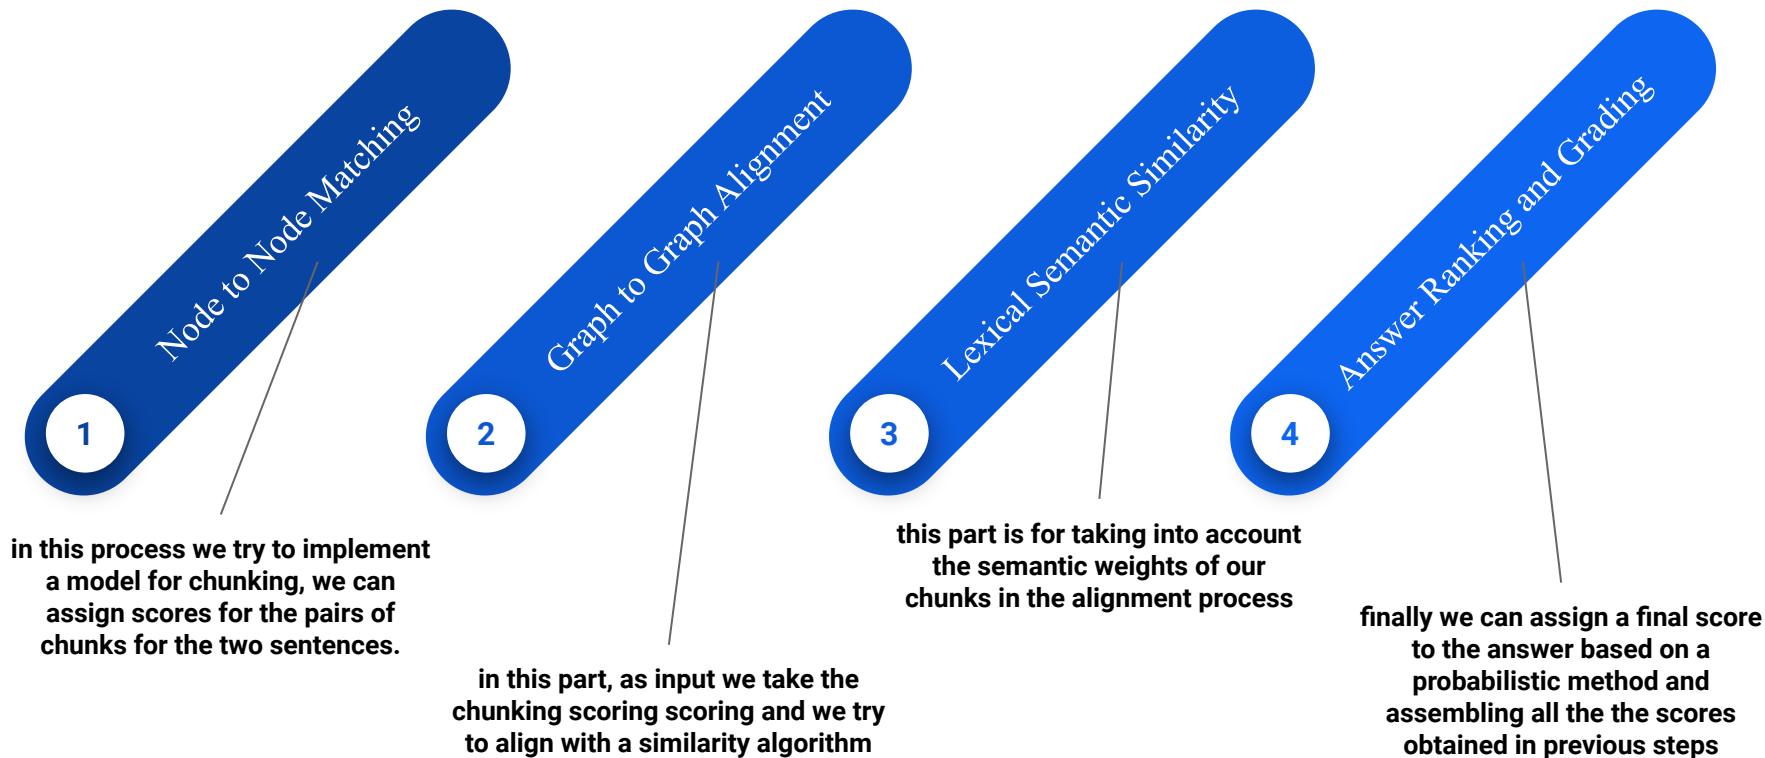 Node to Node Matching
1
in this process we try to implement
a model for chunking, we can
assign scores for the pairs of
chunks for the two sentences.
Graph to Graph Alignment
2
in this part, as input we take the
chunking scoring scoring and we try
to align with a similarity algorithm
Lexical Semantic Similarity
3
this part is for taking into account
the semantic weights of our
chunks in the alignment process
Answer Ranking and Grading
4
finally we can assign a final score
to the answer based on a
probabilistic method and
assembling all the the scores
obtained in previous steps